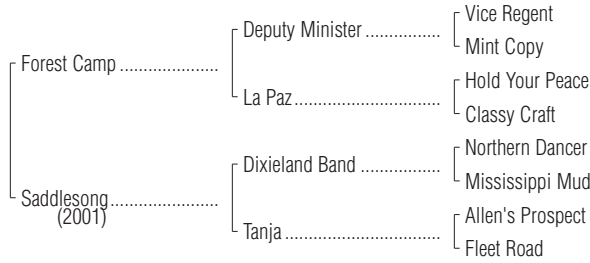 Vice Regent
Deputy Minister ................
Mint Copy
Forest Camp .....................
Hold Your Peace
La Paz...............................
Classy Craft
Northern Dancer
Dixieland Band .................
Mississippi Mud
Saddlesong.......................
(2001)
Allen's Prospect
Tanja .................................
Fleet Road